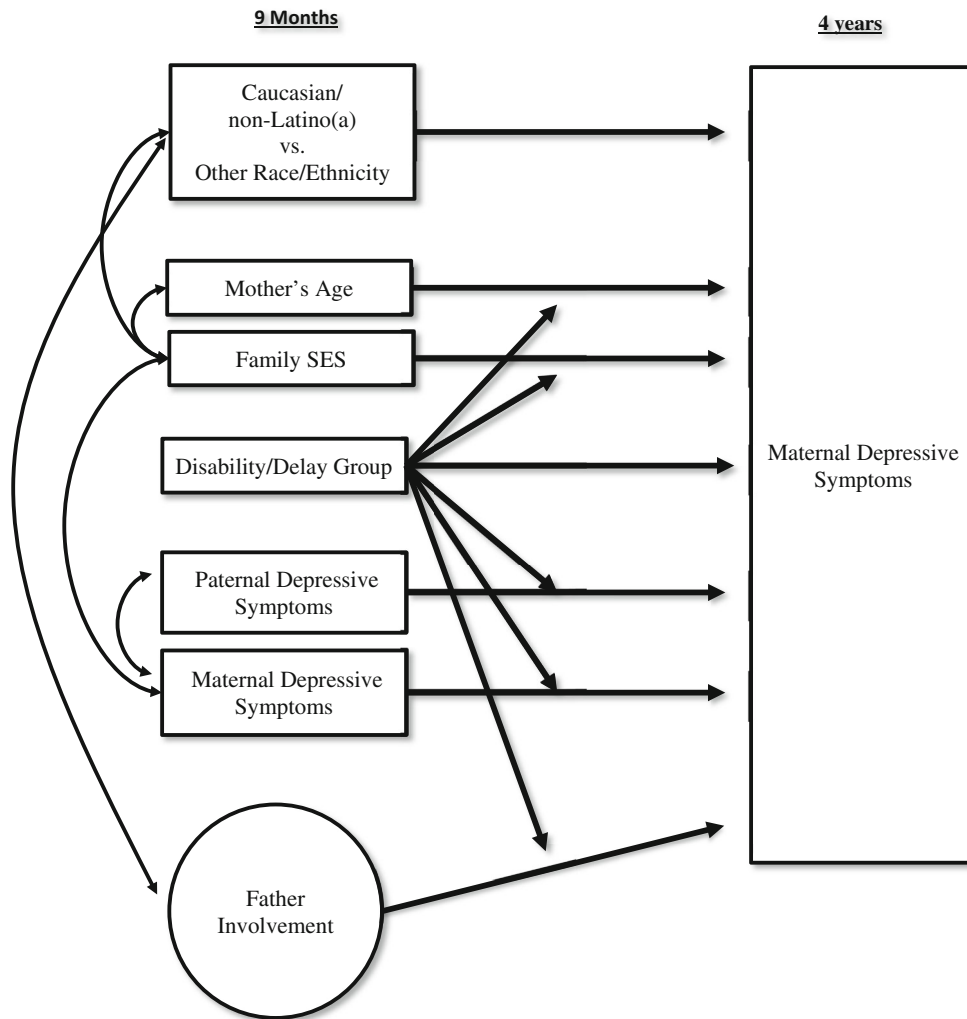 9 Months
4 years
Caucasian/
non-Latino(a)
vs.
Other Race/Ethnicity
Mother's Age
Family SES
Disability/Delay Group
Maternal Depressive
Symptoms
Paternal Depressive
Symptoms
Maternal Depressive
Symptoms
Father
Involvement